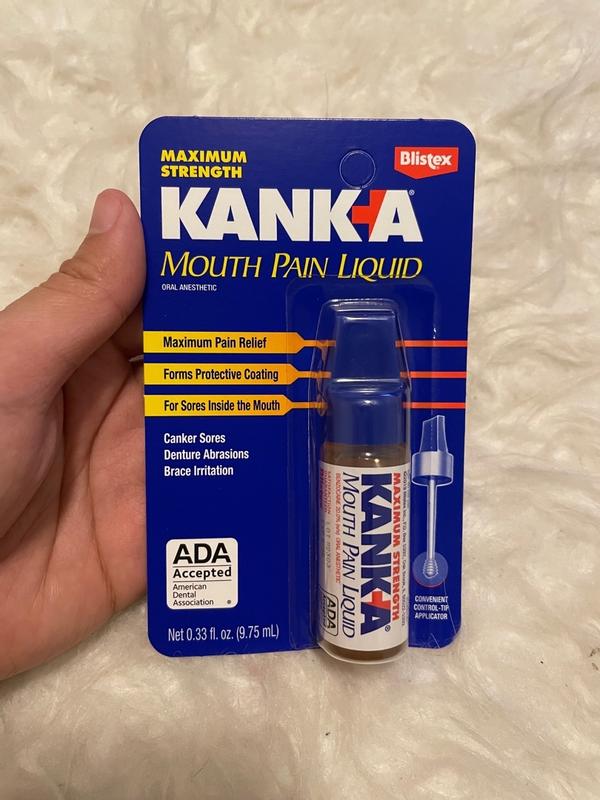 MAXIMUM
STRENGTH
Blistex
KANK+A®
MOUTH PAIN LIQUID
ORAL ANESTHETIC
Maximum Pain Relief
Forms Protective Coating
For Sores Inside the Mouth
Canker Sores
Denture Abrasions
Brace Irritation
ADA
Accepted
American
Dental
Association ®
Net 0.33 fl. oz. (9.75 mL)
MAXIMUM STRENGTH
KANK+A®
MOUTH PAIN LIQUID
ORAL ANESTHETIC
ADA
CONVENIENT
CONTROL-TIP
APPLICATOR